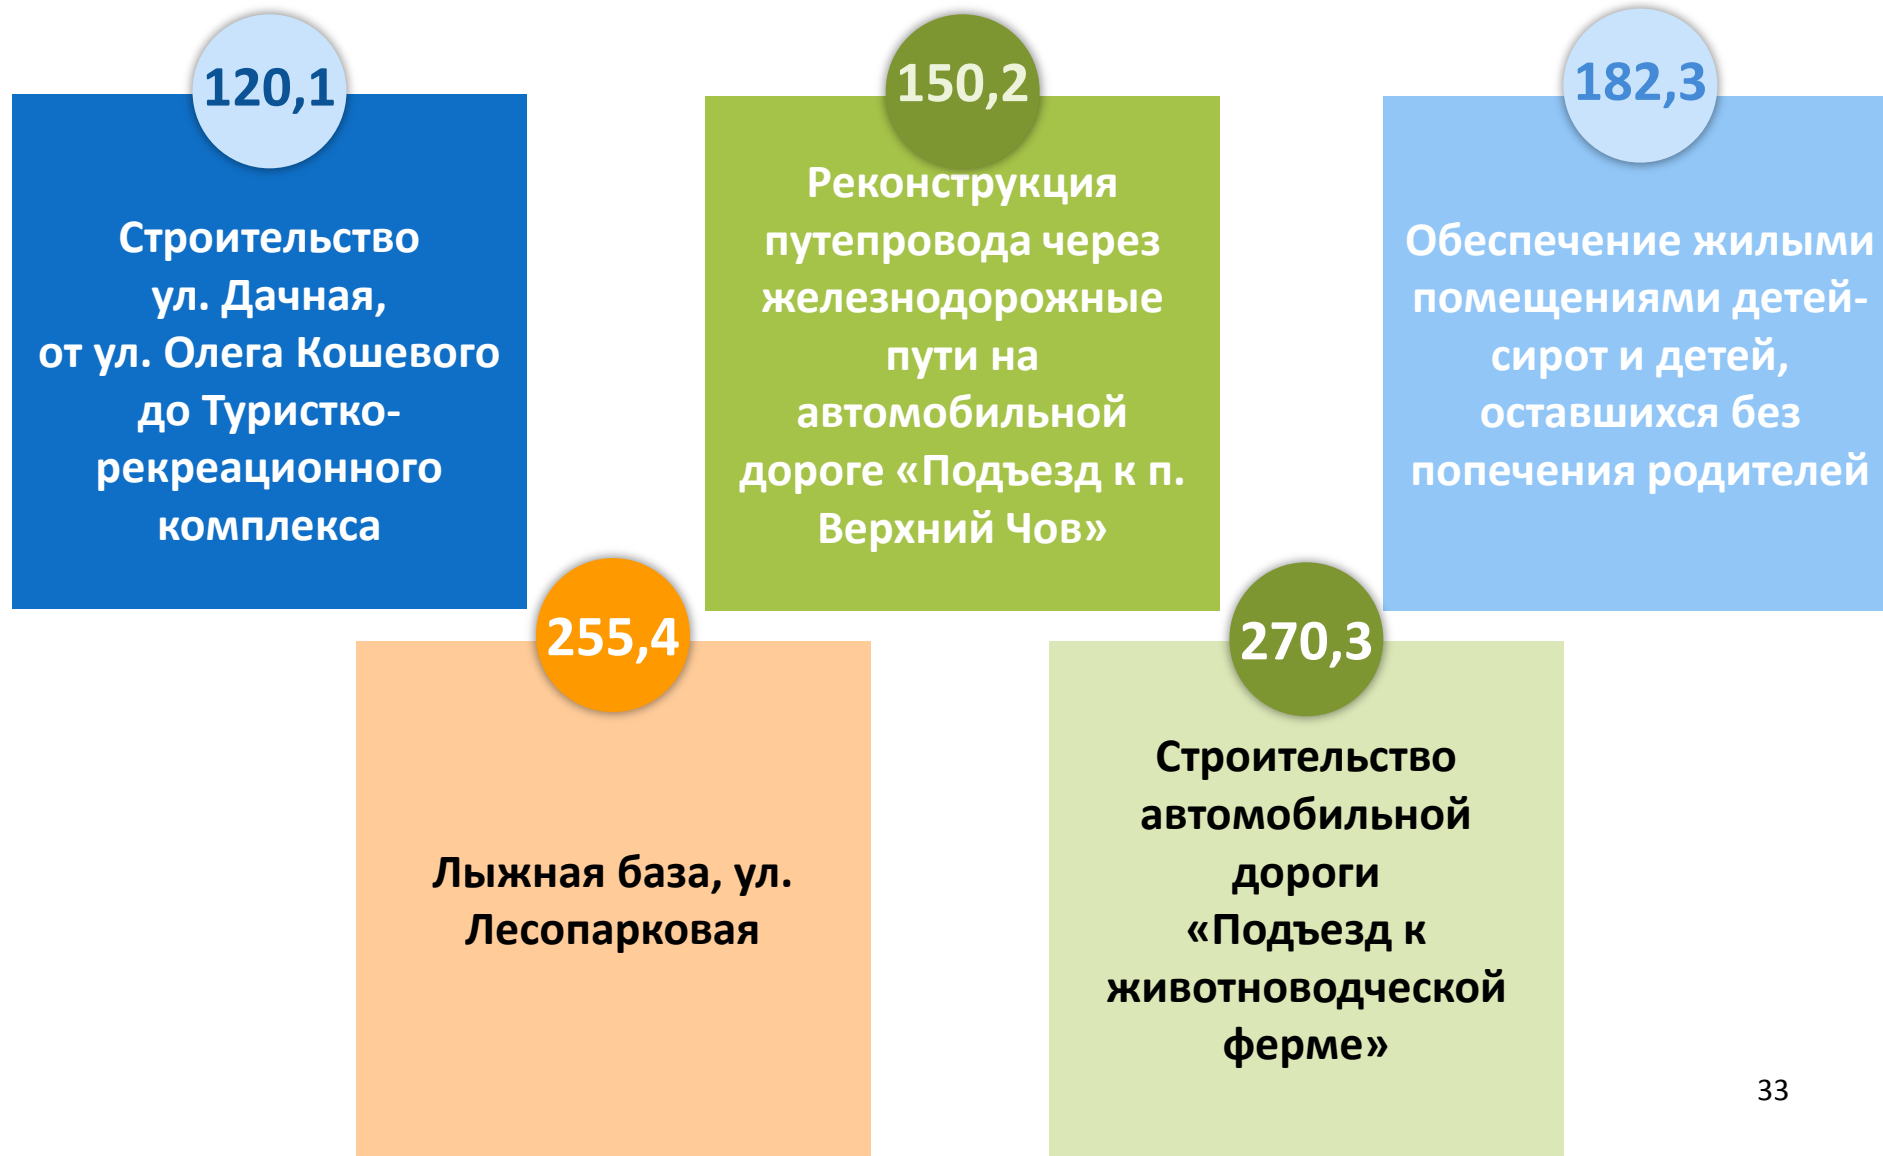 120,1
Строительство
ул. Дачная,
от ул. Олега Кошевого
до Туристко-
рекреационного
комплекса
150,2
Реконструкция
путепровода через
железнодорожные
пути на
автомобильной
дороге «Подъезд к п.
Верхний Чов»
182,3
Обеспечение жилыми
помещениями детей-
сирот и детей,
оставшихся без
попечения родителей
255,4
Лыжная база, ул.
Лесопарковая
270,3
Строительство
автомобильной
дороги
«Подъезд к
животноводческой
ферме»
33